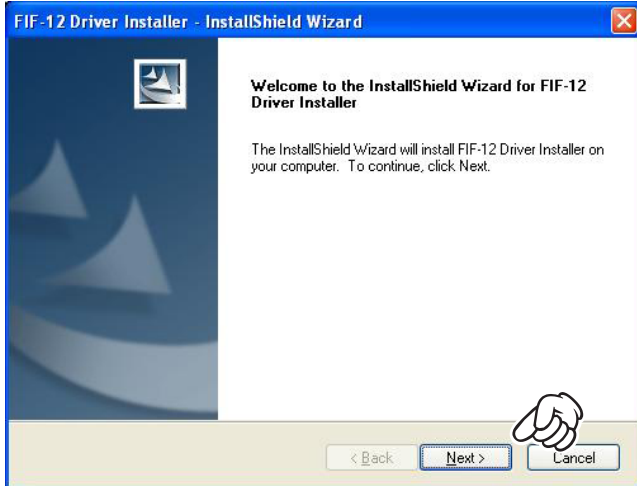 FIF-12 Driver Installer - InstallShield Wizard
Welcome to the InstallShield Wizard for FIF-12
Driver Installer
The InstallShield Wizard will install FIF-12 Driver Installer on
your computer. To continue, click Next.
< Back Next > Cancel